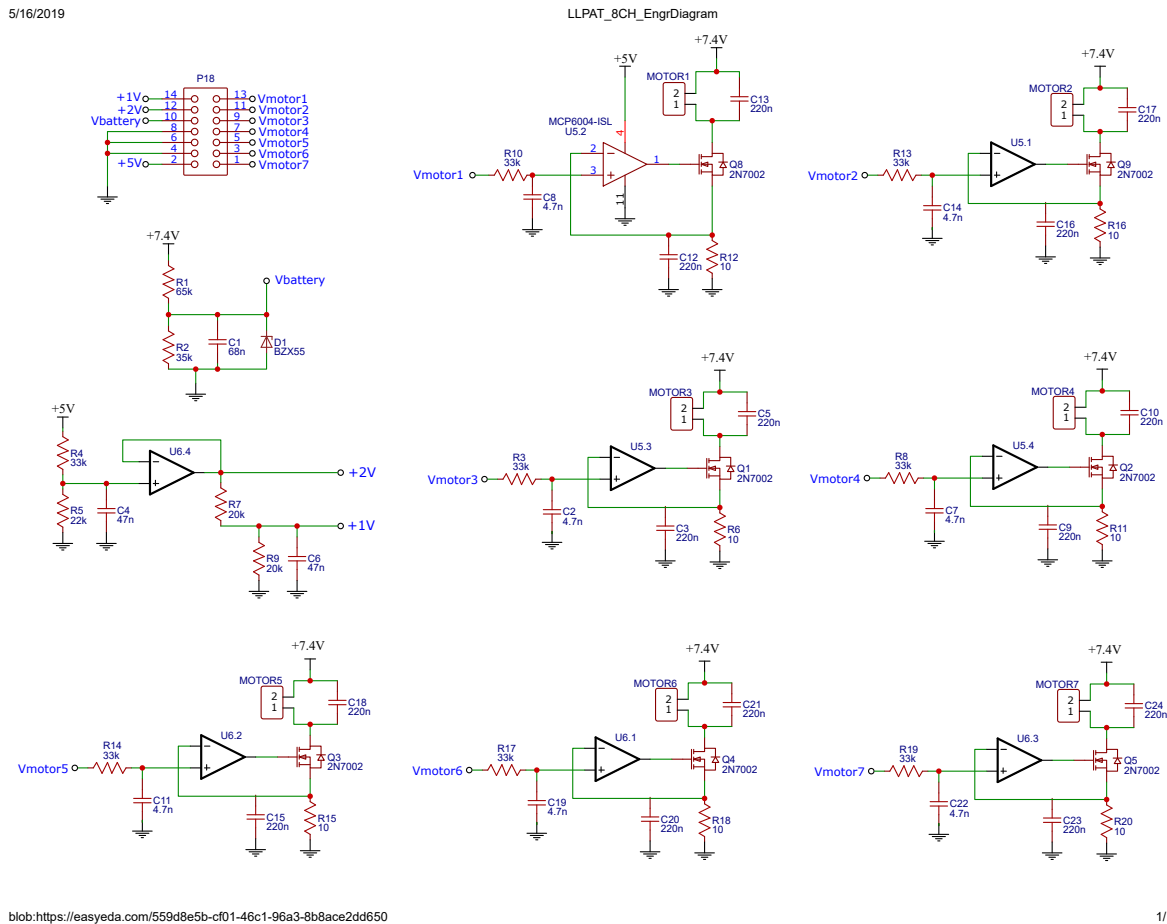 5/16/2019
LLPAT_8CH_EngrDiagram
P18
+1V 14 13 Vmotor1
+2V 12 11 Vmotor2
Vbattery 10 9 Vmotor3
8 7 Vmotor4
6 5 Vmotor5
4 3 Vmotor6
+5V 2 1 Vmotor7
+7.4V
R1
65k
Vbattery
R2
35k
C1
68n
D1
BZX55
+5V
R4
33k
R5
22k
C4
47n
U6.4
+2V
R7
20k
+1V
R9
20k
C6
47n
+5V
+7.4V
MOTOR1
2
1
C13
220n
MCP6004-ISL
U5.2
4
2
3
1
11
Vmotor1
R10
33k
C8
4.7n
Q8
2N7002
C12
220n
R12
10
+7.4V
MOTOR2
2
1
C17
220n
U5.1
Vmotor2
R13
33k
C14
4.7n
Q9
2N7002
C16
220n
R16
10
+7.4V
MOTOR3
2
1
C5
220n
U5.3
Vmotor3
R3
33k
C2
4.7n
Q1
2N7002
C3
220n
R6
10
+7.4V
MOTOR4
2
1
C10
220n
U5.4
Vmotor4
R8
33k
C7
4.7n
Q2
2N7002
C9
220n
R11
10
+7.4V
MOTOR5
2
1
C18
220n
U6.2
Vmotor5
R14
33k
C11
4.7n
Q3
2N7002
C15
220n
R15
10
+7.4V
MOTOR6
2
1
C21
220n
U6.1
Vmotor6
R17
33k
C19
4.7n
Q4
2N7002
C20
220n
R18
10
+7.4V
MOTOR7
2
1
C24
220n
U6.3
Vmotor7
R19
33k
C22
4.7n
Q5
2N7002
C23
220n
R20
10
blob:https://easyeda.com/559d8e5b-cf01-46c1-96a3-8b8ace2dd650
1/